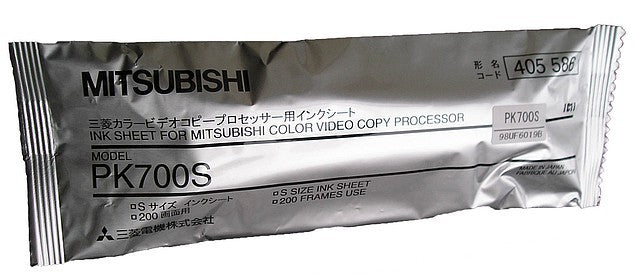 MITSUBISHI
形名
コード
405 586
三菱カラービデオコピープロセッサー用インクシート
INK SHEET FOR MITSUBISHI COLOR VIDEO COPY PROCESSOR
PK700S
98UF6019B
MODEL
PK700S
MADE IN JAPAN
FABRIQUE AU JAPON
□S サイズ インクシート
□200 画面用
□S SIZE INK SHEET
□200 FRAMES USE
三菱電機株式会社